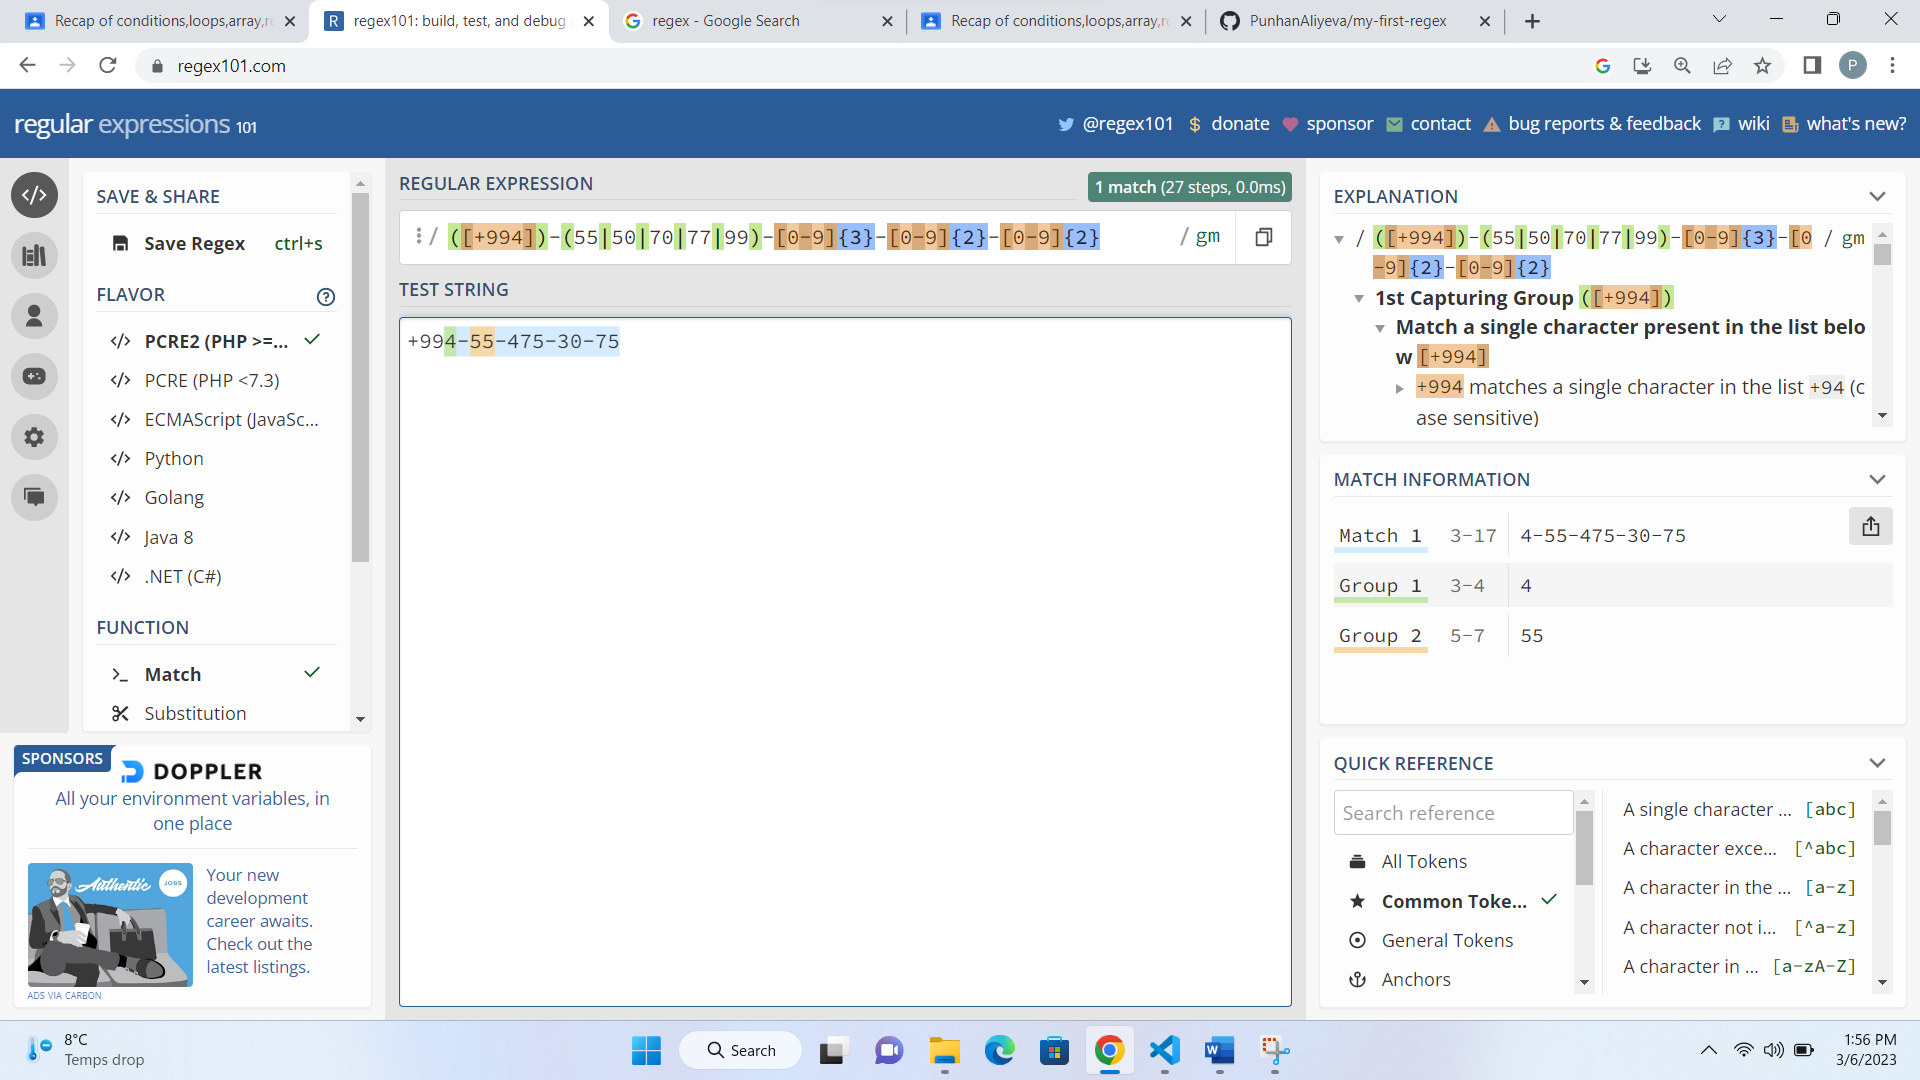 Recap of conditions,loops,array,re
regex101: build, test, and debug
regex - Google Search
Recap of conditions,loops,array,re
PunhanAliyeva/my-first-regex
regex101.com
P
regular expressions 101
@regex101
$ donate
sponsor
contact
bug reports & feedback
wiki
what's new?
SAVE & SHARE
Save Regex ctrl+s
FLAVOR
</> PCRE2 (PHP >=...
</> PCRE (PHP <7.3)
</> ECMAScript (JavaSc...
</> Python
</> Golang
</> Java 8
</> .NET (C#)
FUNCTION
Match
Substitution
SPONSORS
DOPPLER
All your environment variables, in
one place
Authentic JOBS
Your new
development
career awaits.
Check out the
latest listings.
ADS VIA CARBON
REGULAR EXPRESSION
1 match (27 steps, 0.0ms)
/ ([+994])-(55|50|70|77|99)-[0-9]{3}-[0-9]{2}-[0-9]{2} / gm
TEST STRING
+994-55-475-30-75
EXPLANATION
/ ([+994])-(55|50|70|77|99)-[0-9]{3}-[0 / gm
-9]{2}-[0-9]{2}
1st Capturing Group ([+994])
Match a single character present in the list belo
w [+994]
+994 matches a single character in the list +94 (c
ase sensitive)
MATCH INFORMATION
Match 1 3-17 4-55-475-30-75
Group 1 3-4 4
Group 2 5-7 55
QUICK REFERENCE
Search reference
All Tokens
Common Toke...
General Tokens
Anchors
A single character ... [abc]
A character exce... [^abc]
A character in the ... [a-z]
A character not i... [^a-z]
A character in ... [a-zA-Z]
8°C
Temps drop
Search
1:56 PM
3/6/2023